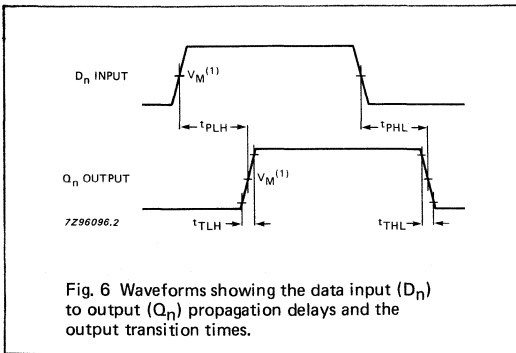 Dn INPUT
VM(1)
tPLH
tPHL
Qn OUTPUT
VM(1)
7Z96096.2
tTLH
tTHL
Fig. 6 Waveforms showing the data input (Dn)
to output (Qn) propagation delays and the
output transition times.